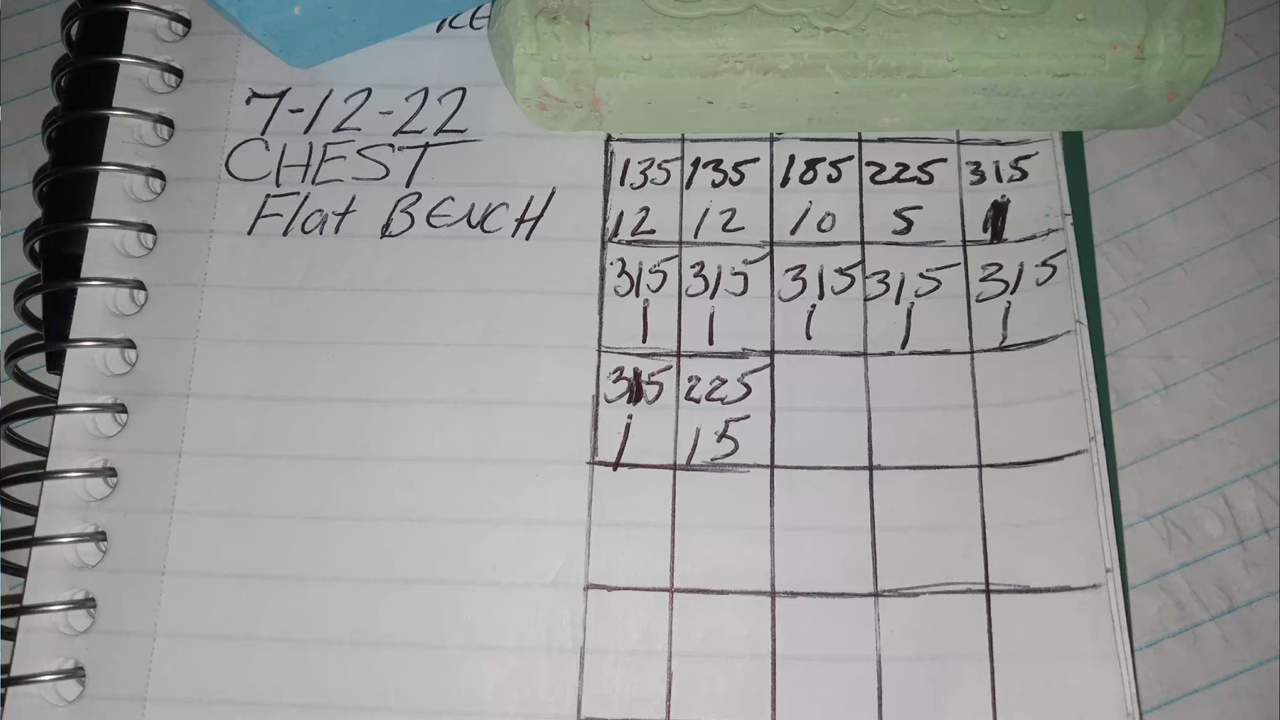 7-12-22
CHEST
Flat BENCH
135 135 185 225 315
12 12 10 5 1
315 315 315 315 315
1 1 1 1 1
315 225
1 15